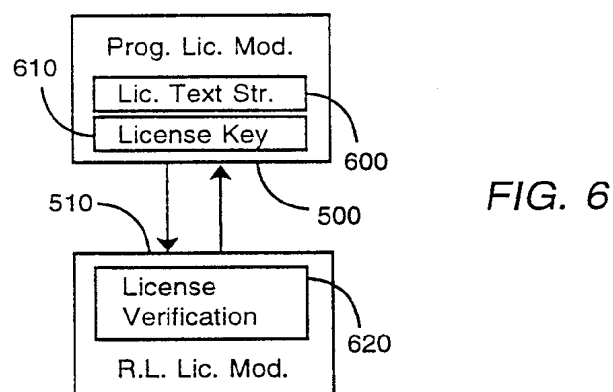 Prog. Lic. Mod.
610
Lic. Text Str.
License Key
600
500
510
FIG. 6
License
Verification
620
R.L. Lic. Mod.